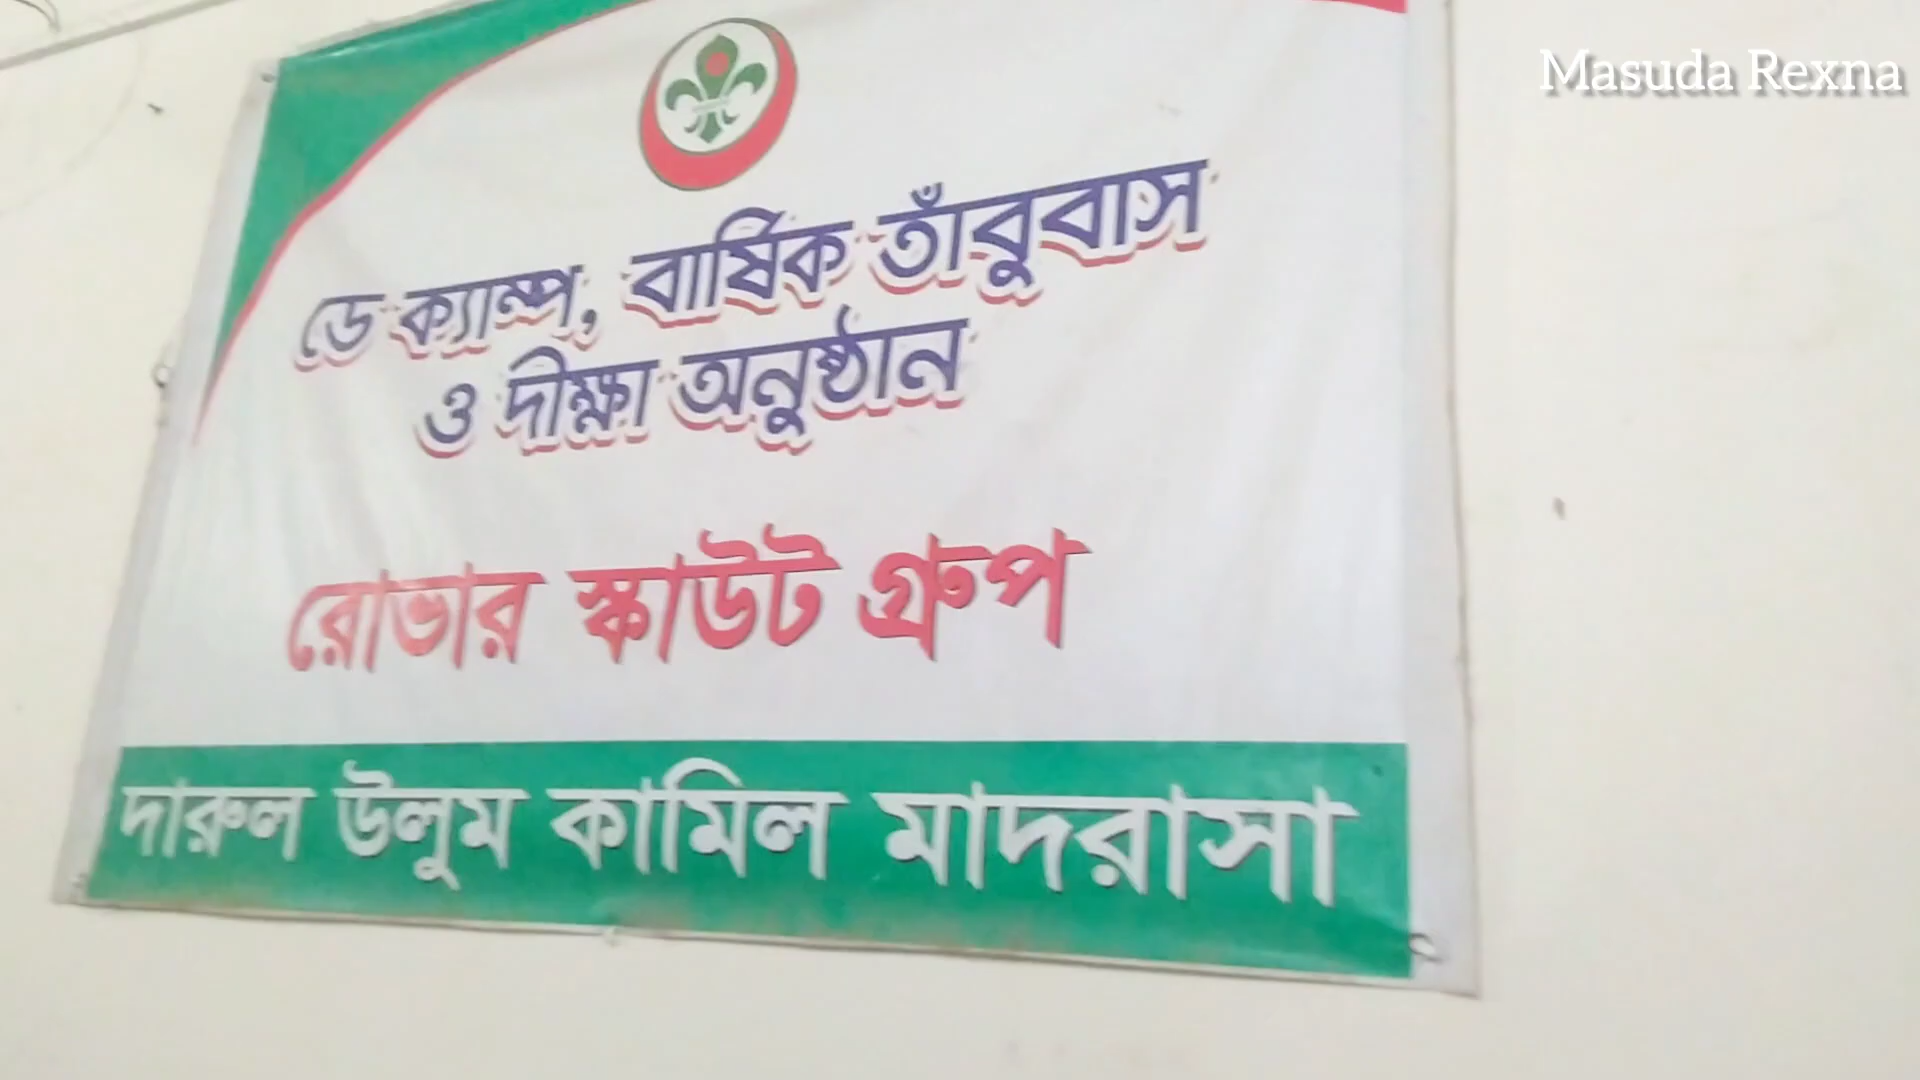 Masuda Rexna
ডে ক্যাম্প, বার্ষিক তাঁবুবাস
ও দীক্ষা অনুষ্ঠান
রোভার স্কাউট গ্রুপ
দারুল উলুম কামিল মাদরাসা